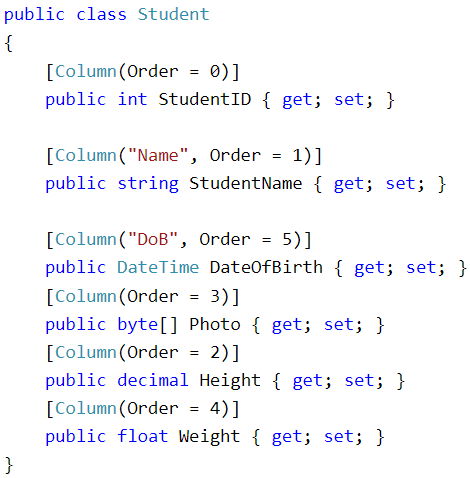 public class Student
{
    [Column(Order = 0)]
    public int StudentID { get; set; }

    [Column("Name", Order = 1)]
    public string StudentName { get; set; }

    [Column("DoB", Order = 5)]
    public DateTime DateOfBirth { get; set; }
    [Column(Order = 3)]
    public byte[] Photo { get; set; }
    [Column(Order = 2)]
    public decimal Height { get; set; }
    [Column(Order = 4)]
    public float Weight { get; set; }
}